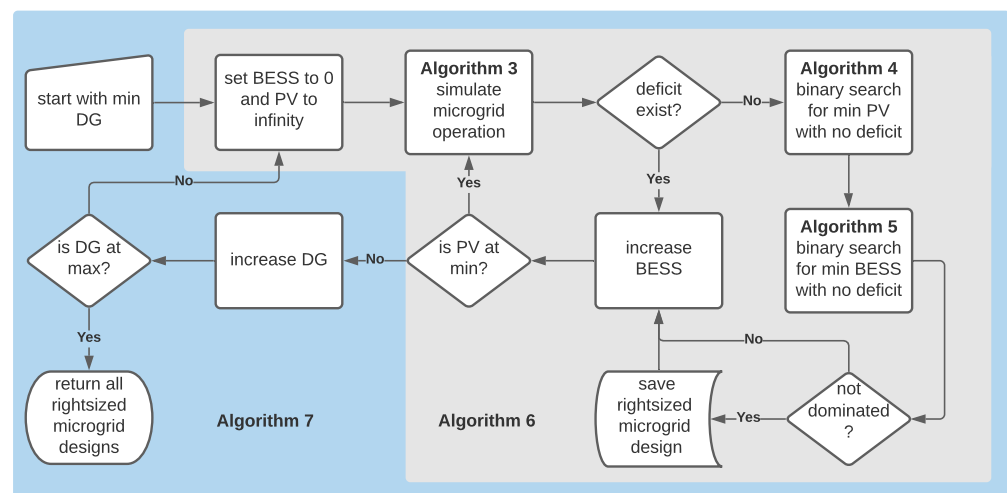 start with min
DG
set BESS to 0
and PV to
infinity
Algorithm 3
simulate
microgrid
operation
deficit
exist?
No
Algorithm 4
binary search
for min PV
with no deficit
Yes
Algorithm 5
binary search
for min BESS
with no deficit
increase
BESS
is PV at
min?
Yes
No
increase DG
is DG at
max?
No
Yes
return all
rightsized
microgrid
designs
Algorithm 7
Algorithm 6
save
rightsized
microgrid
design
Yes
not
dominated
?
No